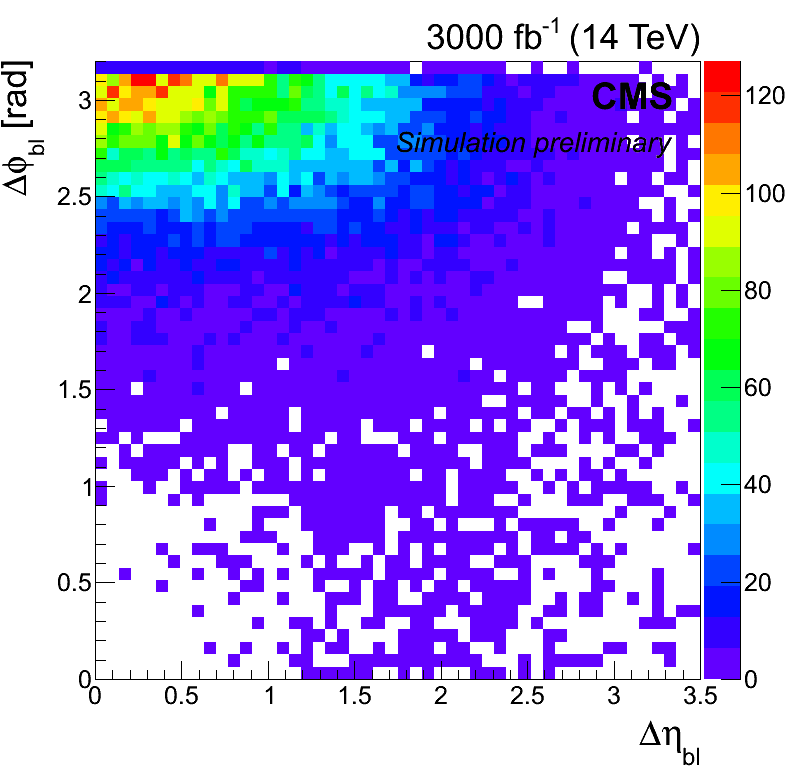 3000 fb-1 (14 TeV)
CMS
Simulation preliminary
Δϕbl [rad]
3
2.5
2
1.5
1
0.5
0
0 0.5 1 1.5 2 2.5 3 3.5
Δηbl
120
100
80
60
40
20
0